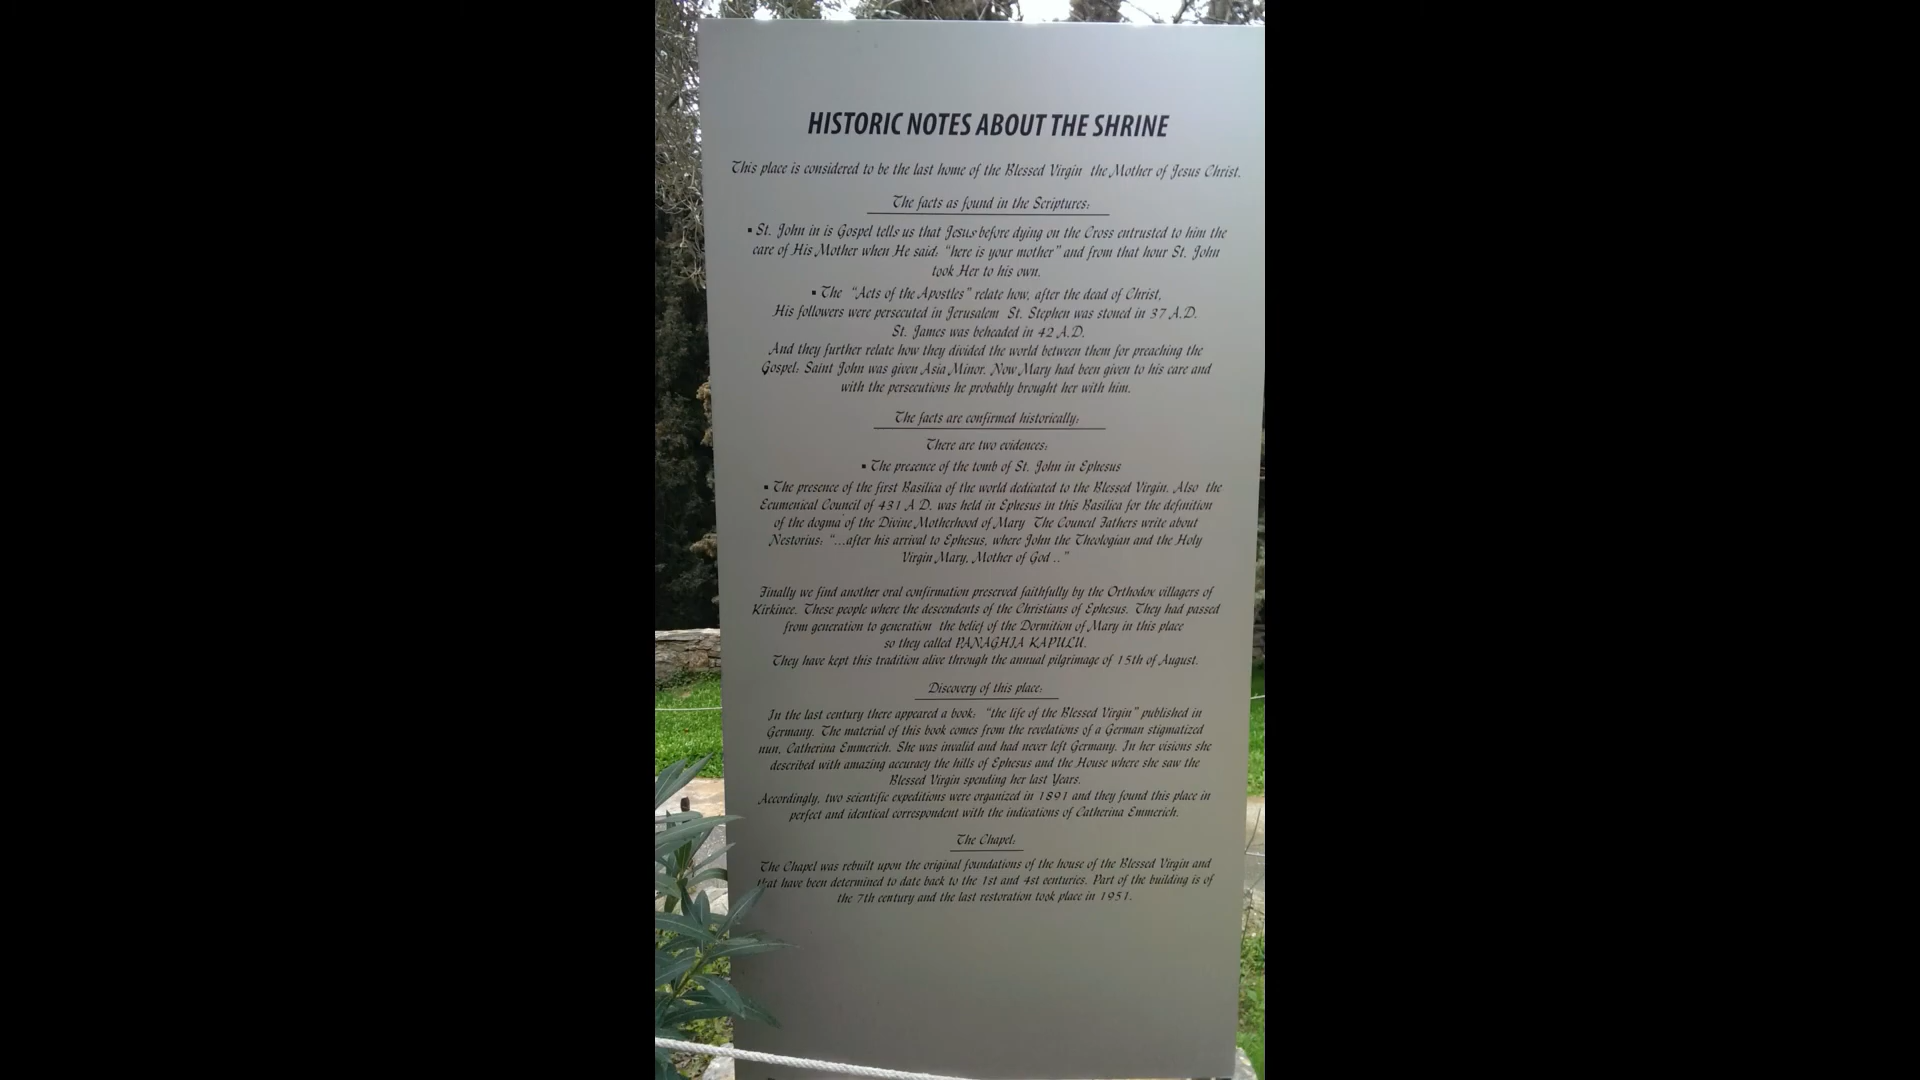 HISTORIC NOTES ABOUT THE SHRINE
This place is considered to be the last home of the Blessed Virgin the Mother of Jesus Christ.
The facts as found in the Scriptures:
▪ St. John in is Gospel tells us that Jesus before dying on the Cross entrusted to him the
care of His Mother when He said: "here is your mother" and from that hour St. John
took Her to his own.
▪ The "Acts of the Apostles" relate how, after the dead of Christ,
His followers were persecuted in Jerusalem St. Stephen was stoned in 37 A.D.
St. James was beheaded in 42 A.D.
And they further relate how they divided the world between them for preaching the
Gospel: Saint John was given Asia Minor. Now Mary had been given to his care and
with the persecutions he probably brought her with him.
The facts are confirmed historically:
There are two evidences:
▪ The presence of the tomb of St. John in Ephesus
▪ The presence of the first Basilica of the world dedicated to the Blessed Virgin. Also the
Ecumenical Council of 431 A D. was held in Ephesus in this Basilica for the definition
of the dogma of the Divine Motherhood of Mary The Council Fathers write about
Nestorius: "...after his arrival to Ephesus, where John the Theologian and the Holy
Virgin Mary, Mother of God .."
Finally we find another oral confirmation preserved faithfully by the Orthodox villagers of
Kirkince. These people where the descendents of the Christians of Ephesus. They had passed
from generation to generation the belief of the Dormition of Mary in this place
so they called PANAGHIA KAPULU.
They have kept this tradition alive through the annual pilgrimage of 15th of August.
Discovery of this place:
In the last century there appeared a book: "the life of the Blessed Virgin" published in
Germany. The material of this book comes from the revelations of a German stigmatized
nun, Catherina Emmerich. She was invalid and had never left Germany. In her visions she
described with amazing accuracy the hills of Ephesus and the House where she saw the
Blessed Virgin spending her last Years.
Accordingly, two scientific expeditions were organized in 1891 and they found this place in
perfect and identical correspondent with the indications of Catherina Emmerich.
The Chapel:
The Chapel was rebuilt upon the original foundations of the house of the Blessed Virgin and
that have been determined to date back to the 1st and 4st centuries. Part of the building is of
the 7th century and the last restoration took place in 1951.